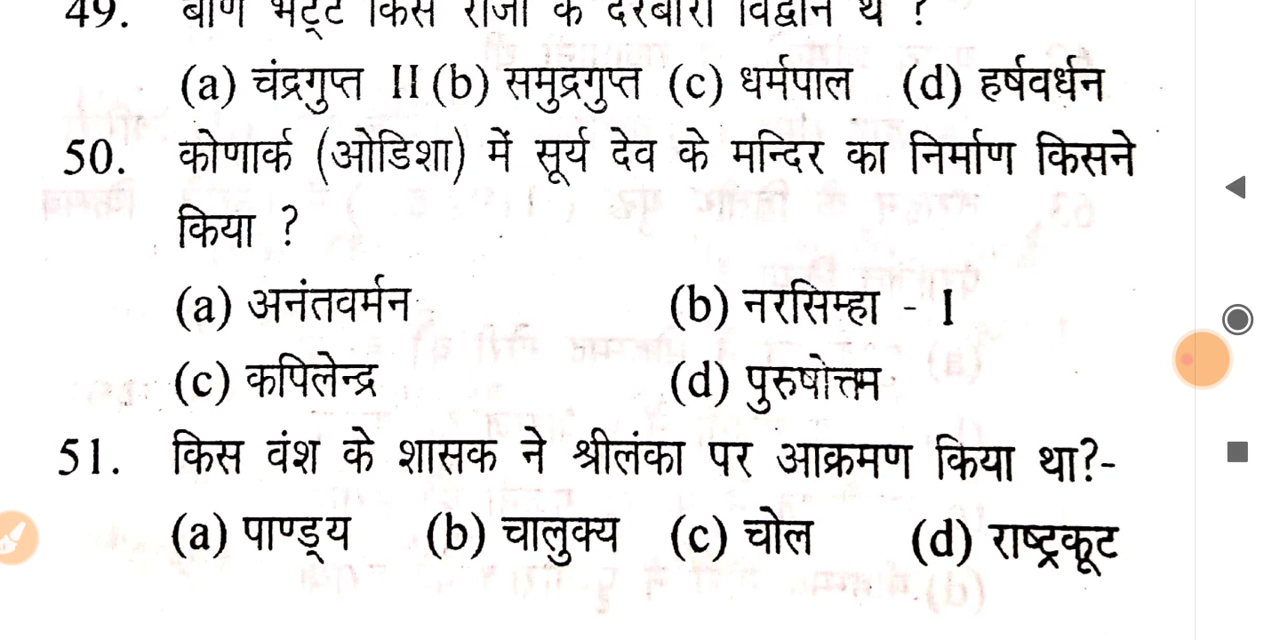 49. बाण भट्ट किस राजा के दरबारी विद्वान थे ?
(a) चंद्रगुप्त II (b) समुद्रगुप्त (c) धर्मपाल (d) हर्षवर्धन
50. कोणार्क (ओडिशा) में सूर्य देव के मन्दिर का निर्माण किसने
किया ?
(a) अनंतवर्मन (b) नरसिम्हा - I
(c) कपिलेन्द्र (d) पुरुषोत्तम
51. किस वंश के शासक ने श्रीलंका पर आक्रमण किया था?-
(a) पाण्ड्य (b) चालुक्य (c) चोल (d) राष्ट्रकूट